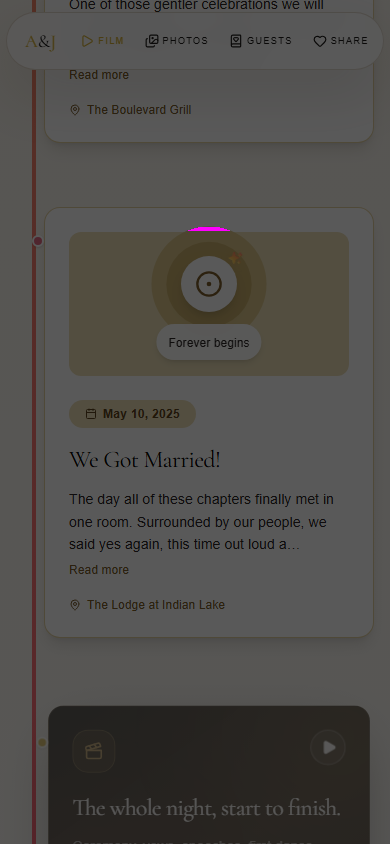 One of those gentler celebrations we will
A&J
FILM
PHOTOS
GUESTS
SHARE
Read more
The Boulevard Grill
Forever begins
May 10, 2025
We Got Married!
The day all of these chapters finally met in
one room. Surrounded by our people, we
said yes again, this time out loud a…
Read more
The Lodge at Indian Lake
The whole night, start to finish.